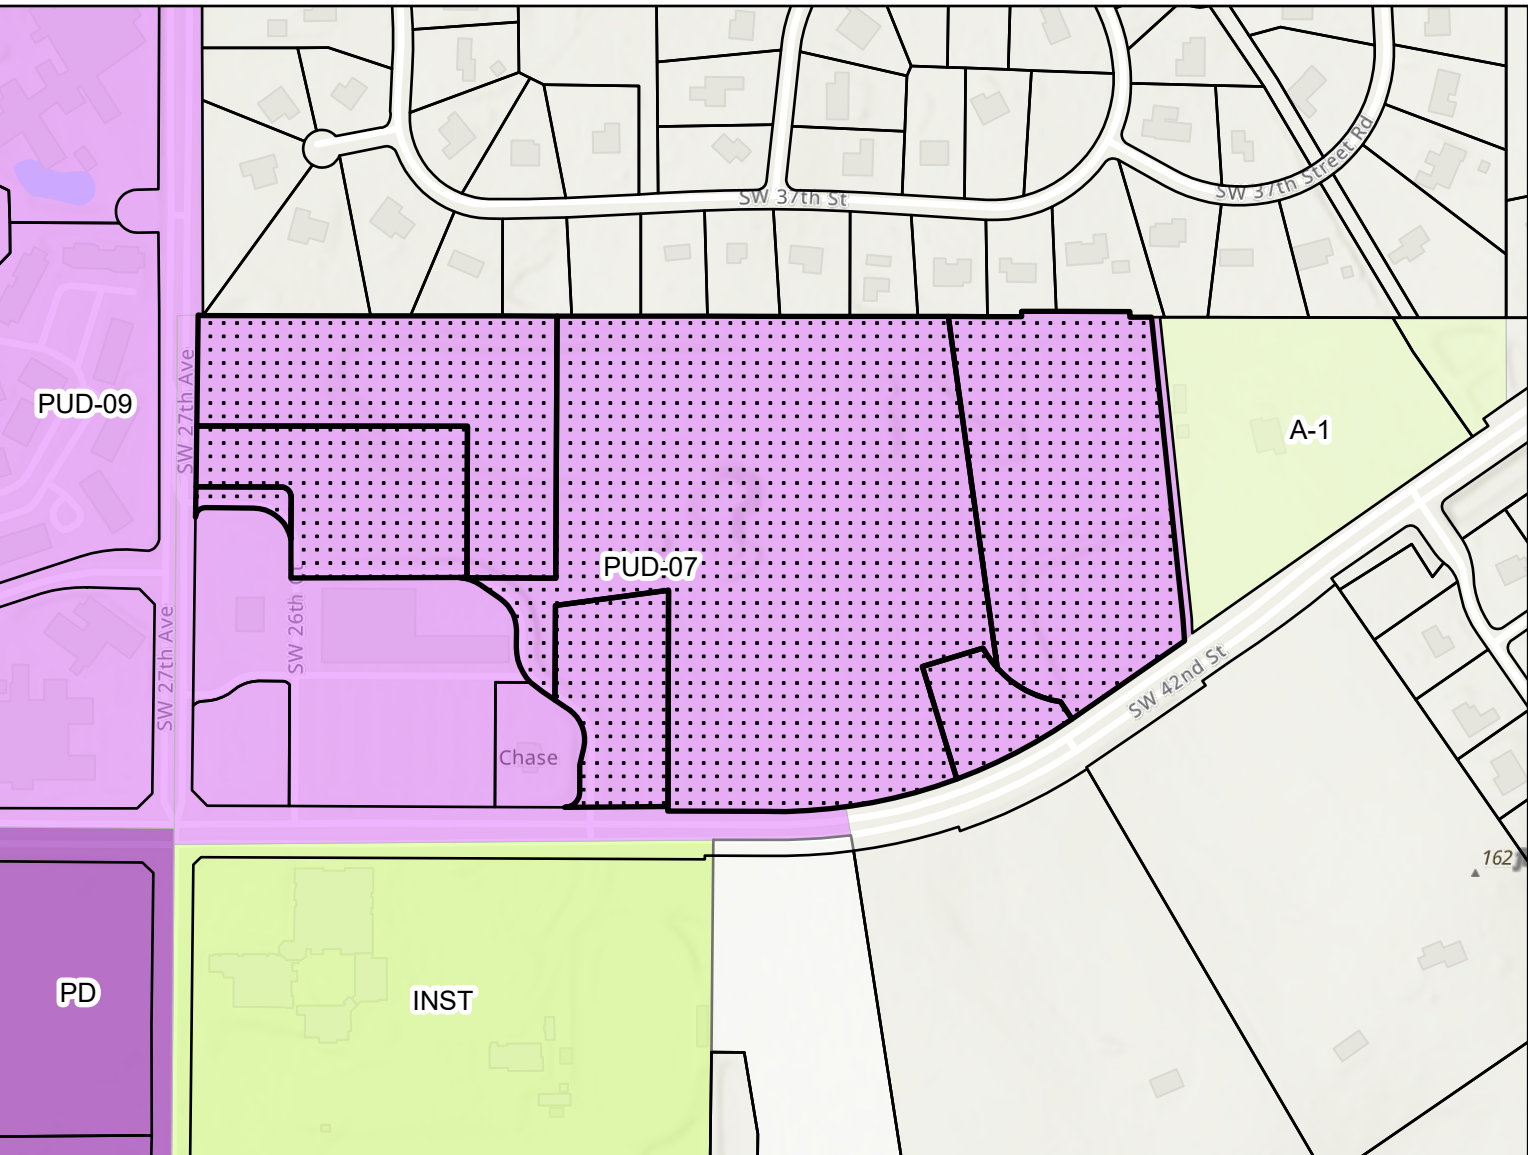 SW 37th St
SW 37th Street Rd
PUD-09
SW 27th Ave
A-1
PUD-07
SW 26th Ct
SW 27th Ave
SW 42nd St
Chase
162
PD
INST